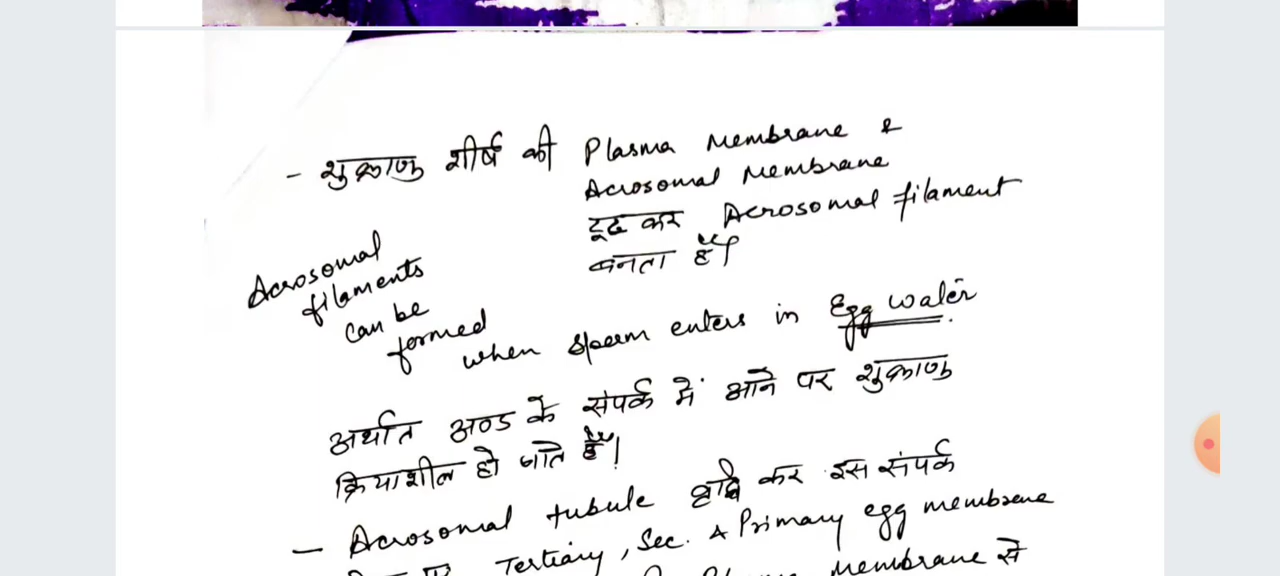 - शुक्राणु शीर्ष की Plasma Membrane &
Acrosomal Membrane
टूट कर Acrosomal filament
बनता है।
Acrosomal
filaments
can be
formed
when sperm enters in Egg water.
अर्थात अण्ड के संपर्क में आने पर शुक्राणु
क्रियाशील हो जाते हैं।
- Acrosomal tubule कर इस संपर्क
पर Tertiary, Sec. & Primary egg membrane
Membrane से